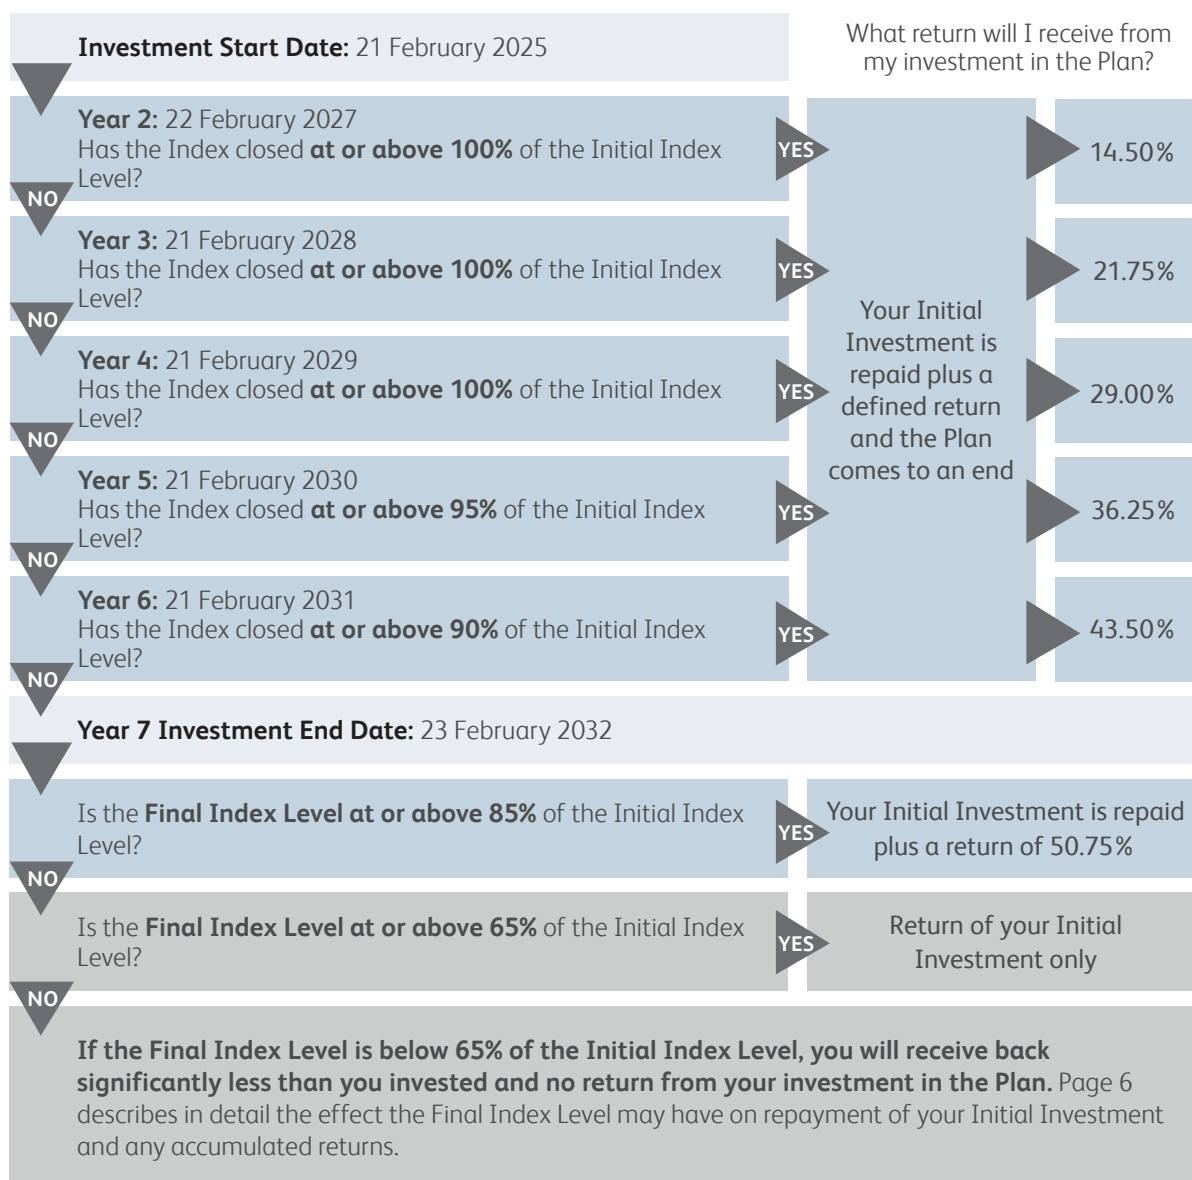 Investment Start Date: 21 February 2025
What return will I receive from
my investment in the Plan?
Year 2: 22 February 2027
Has the Index closed at or above 100% of the Initial Index
Level?
YES
14.50%
NO
Year 3: 21 February 2028
Has the Index closed at or above 100% of the Initial Index
Level?
YES
21.75%
NO
Year 4: 21 February 2029
Has the Index closed at or above 100% of the Initial Index
Level?
YES
29.00%
NO
Year 5: 21 February 2030
Has the Index closed at or above 95% of the Initial Index
Level?
YES
36.25%
NO
Year 6: 21 February 2031
Has the Index closed at or above 90% of the Initial Index
Level?
YES
43.50%
NO
Your Initial
Investment is
repaid plus a
defined return
and the Plan
comes to an end
Year 7 Investment End Date: 23 February 2032
Is the Final Index Level at or above 85% of the Initial Index
Level?
YES
Your Initial Investment is repaid
plus a return of 50.75%
NO
Is the Final Index Level at or above 65% of the Initial Index
Level?
YES
Return of your Initial
Investment only
NO
If the Final Index Level is below 65% of the Initial Index Level, you will receive back
significantly less than you invested and no return from your investment in the Plan. Page 6
describes in detail the effect the Final Index Level may have on repayment of your Initial Investment
and any accumulated returns.